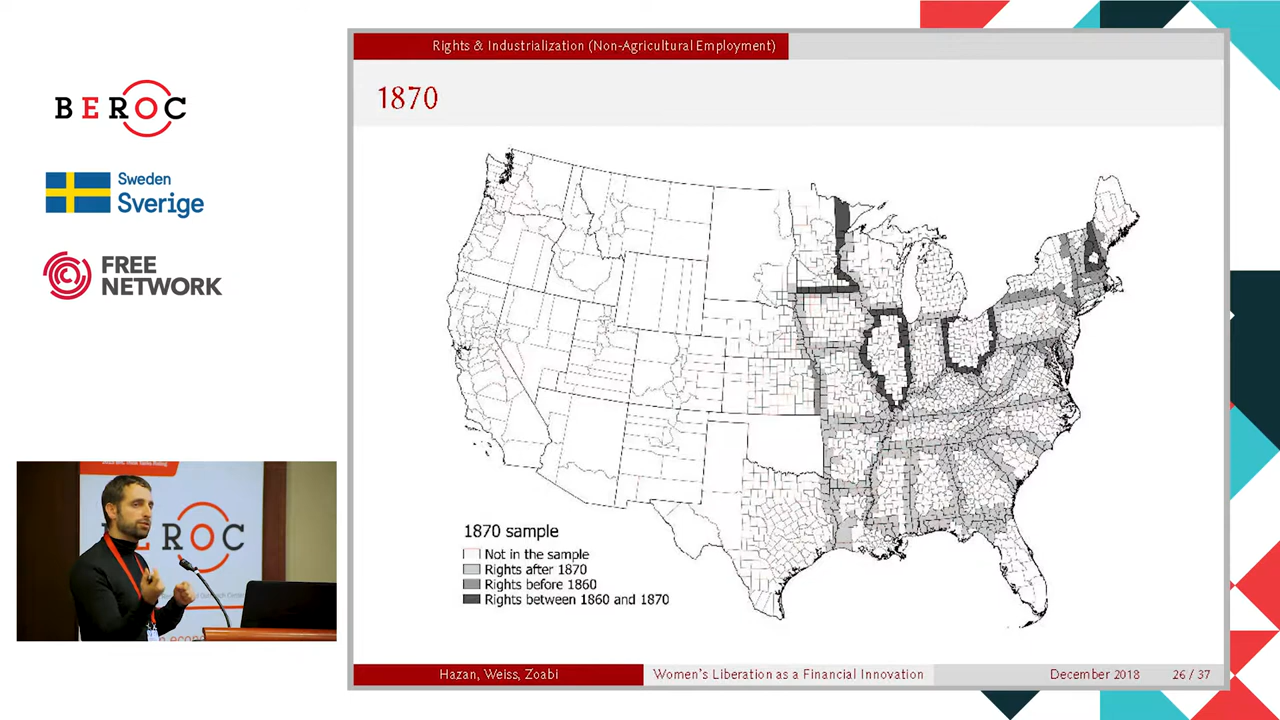 BEROC
Sweden
Sverige
FREE
NETWORK
Rights & Industrialization (Non-Agricultural Employment)
1870
1870 sample
Not in the sample
Rights after 1870
Rights before 1860
Rights between 1860 and 1870
Hazan, Weiss, Zoabi
Women's Liberation as a Financial Innovation
December 2018
26 / 37
BEROC